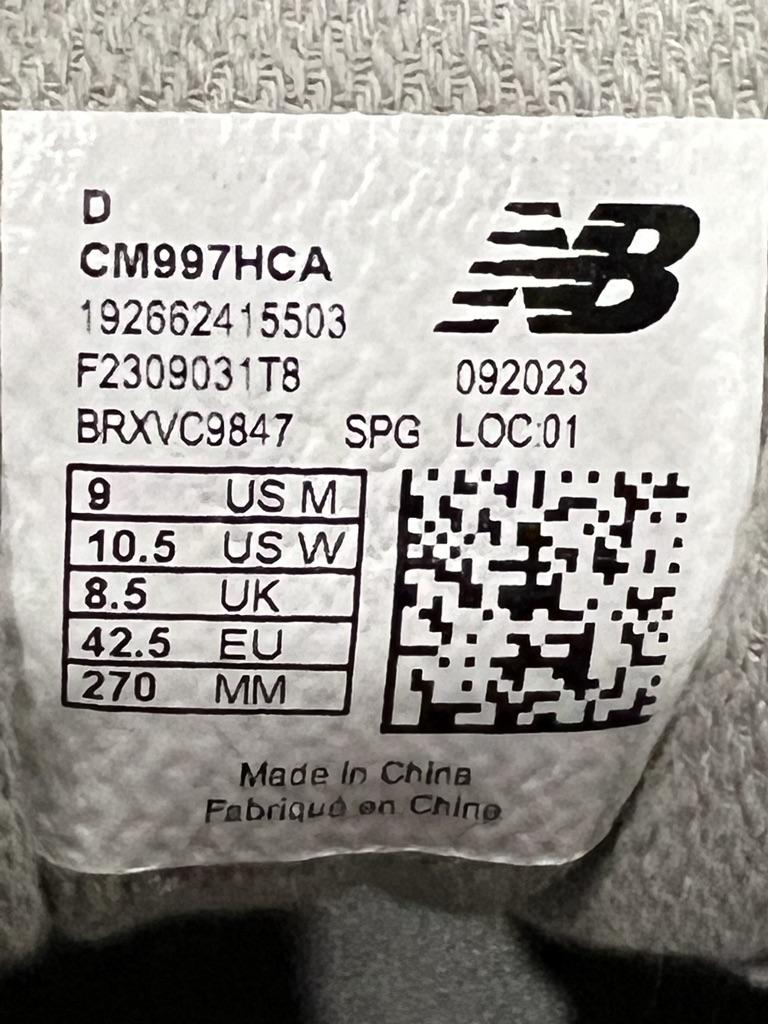 D
CM997HCA
NB
192662415503
F2309031T8 092023
BRXVC9847 SPG LOC:01
9 US M
10.5 US W
8.5 UK
42.5 EU
270 MM
Made in China
Fabriqué en Chine